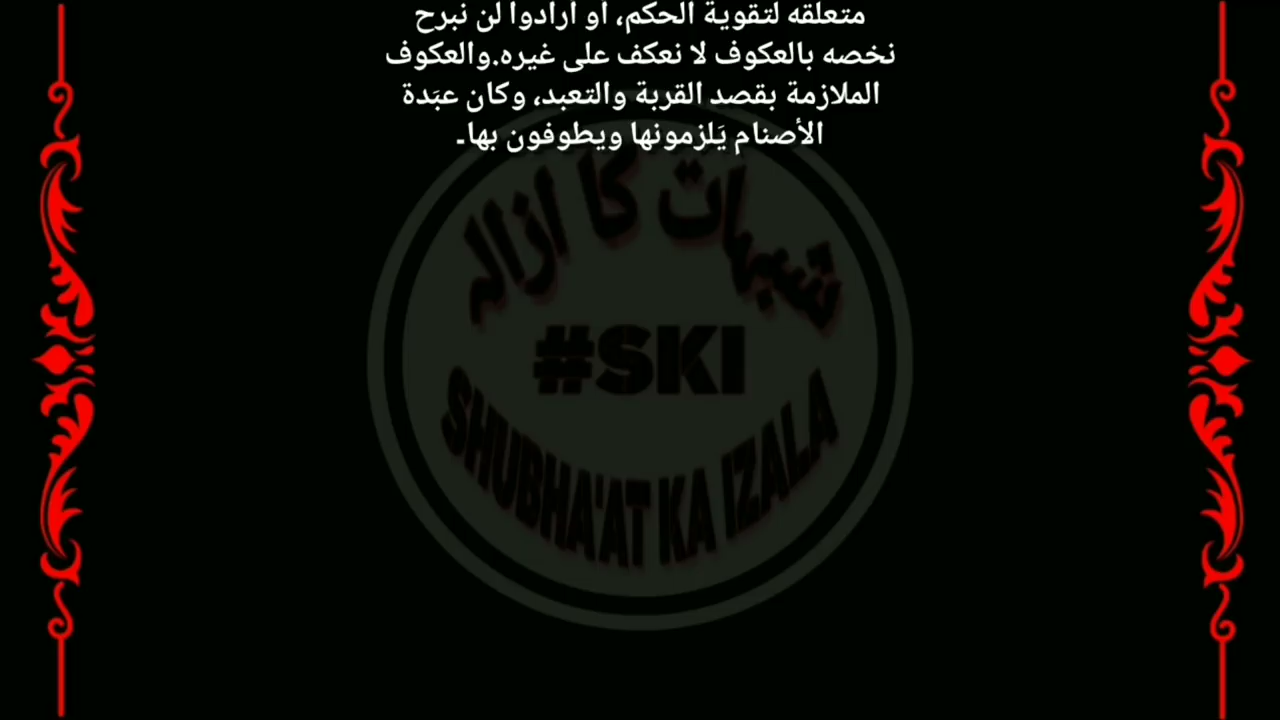 متعلقه لتقوية الحكم، أو أرادوا لن نبرح
نخصه بالعكوف لا نعكف على غيره.والعكوف
الملازمة بقصد القربة والتعبد، وكان عبَدة
الأصنام يَلزمونها ويطوفون بها۔
شبہات کا ازالہ
#SKI
SHUBHA'AT KA IZALA